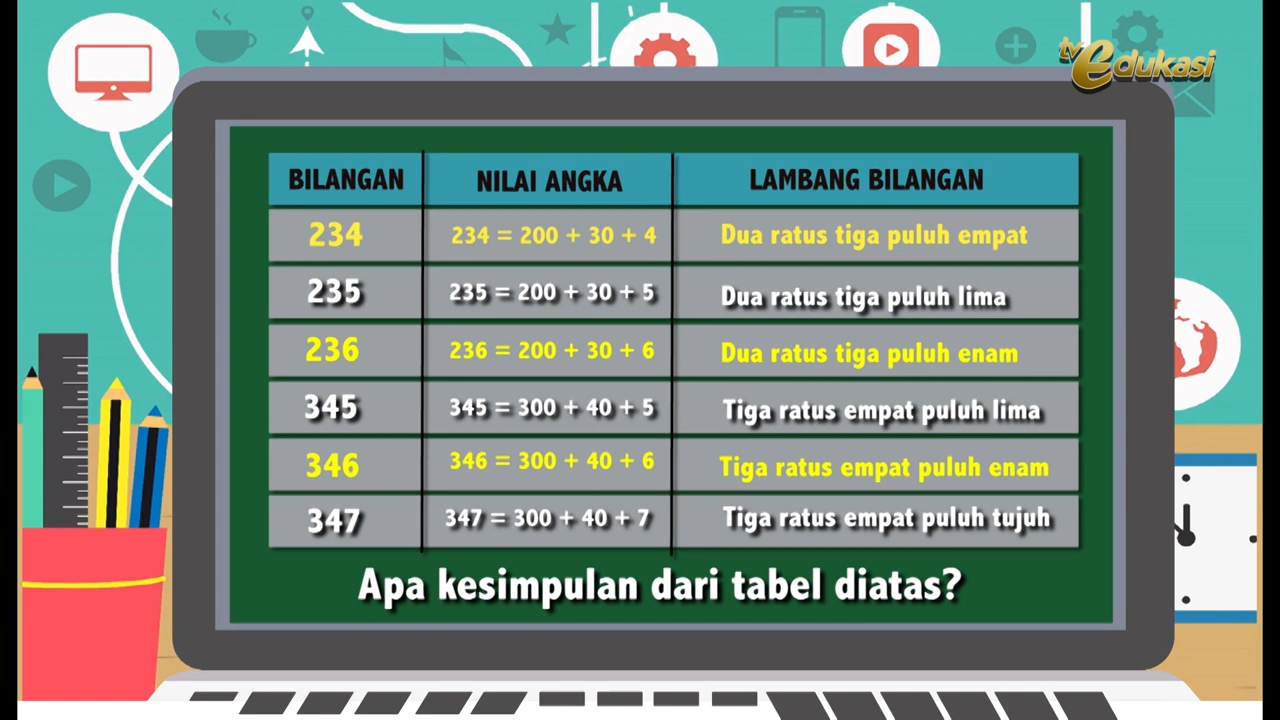 tv edukasi
BILANGAN NILAI ANGKA LAMBANG BILANGAN
234 234 = 200 + 30 + 4 Dua ratus tiga puluh empat
235 235 = 200 + 30 + 5 Dua ratus tiga puluh lima
236 236 = 200 + 30 + 6 Dua ratus tiga puluh enam
345 345 = 300 + 40 + 5 Tiga ratus empat puluh lima
346 346 = 300 + 40 + 6 Tiga ratus empat puluh enam
347 347 = 300 + 40 + 7 Tiga ratus empat puluh tujuh
Apa kesimpulan dari tabel diatas?